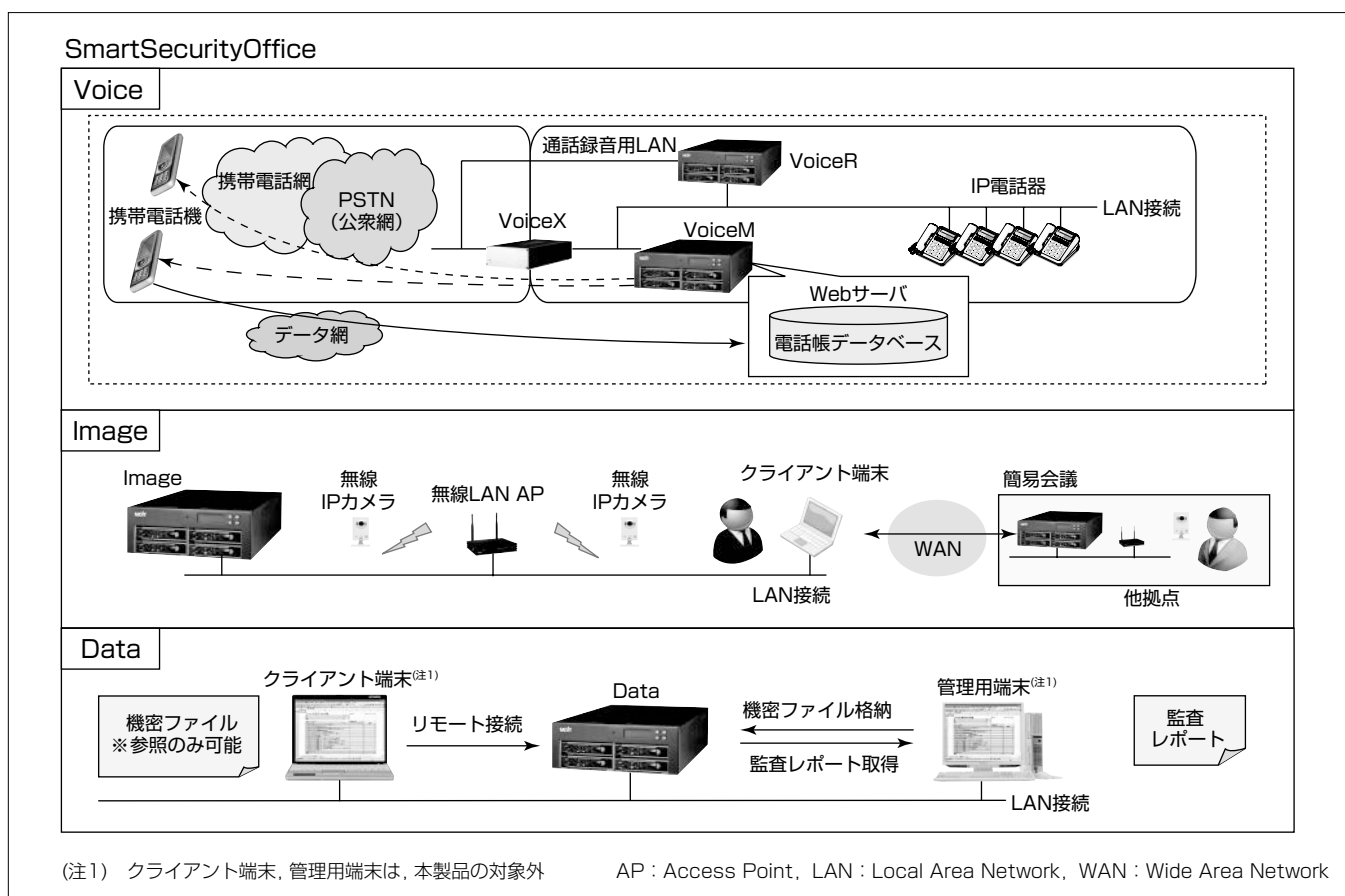 SmartSecurityOffice
Voice
通話録音用LAN
VoiceR
携帯電話網
IP電話器
PSTN
(公衆網)
LAN接続
携帯電話機
VoiceX
VoiceM
Webサーバ
データ網
電話帳データベース
Image
Image
無線
IPカメラ
無線LAN AP
無線
IPカメラ
クライアント端末
簡易会議
WAN
LAN接続
他拠点
Data
クライアント端末(注1)
Data
管理用端末(注1)
機密ファイル
※参照のみ可能
リモート接続
機密ファイル格納
監査レポート取得
監査
レポート
LAN接続
(注1) クライアント端末,管理用端末は,本製品の対象外
AP：Access Point, LAN：Local Area Network, WAN：Wide Area Network